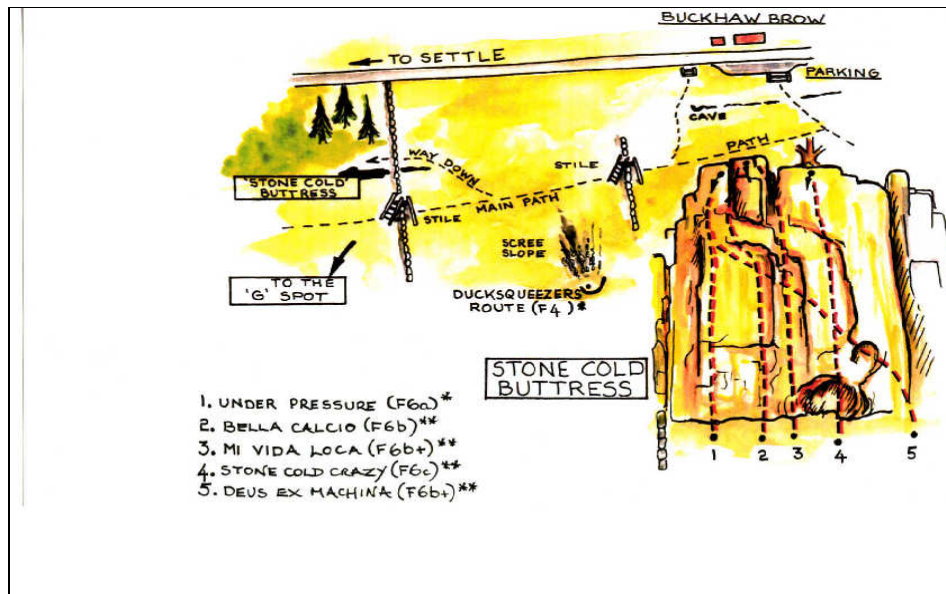 BUCKHAW BROW
TO SETTLE
PARKING
CAVE
PATH
WAY DOWN
STILE
'STONE COLD'
BUTTRESS
STILE
MAIN PATH
SCREE
SLOPE
TO THE
'G' SPOT
DUCKSQUEEZERS
ROUTE (F4)*
STONE COLD
BUTTRESS
1. UNDER PRESSURE (F6a)*
2. BELLA CALCIO (F6b)**
3. MI VIDA LOCA (F6b+)**
4. STONE COLD CRAZY (F6c)**
5. DEUS EX MACHINA (F6b+)**
1 2 3 4 5